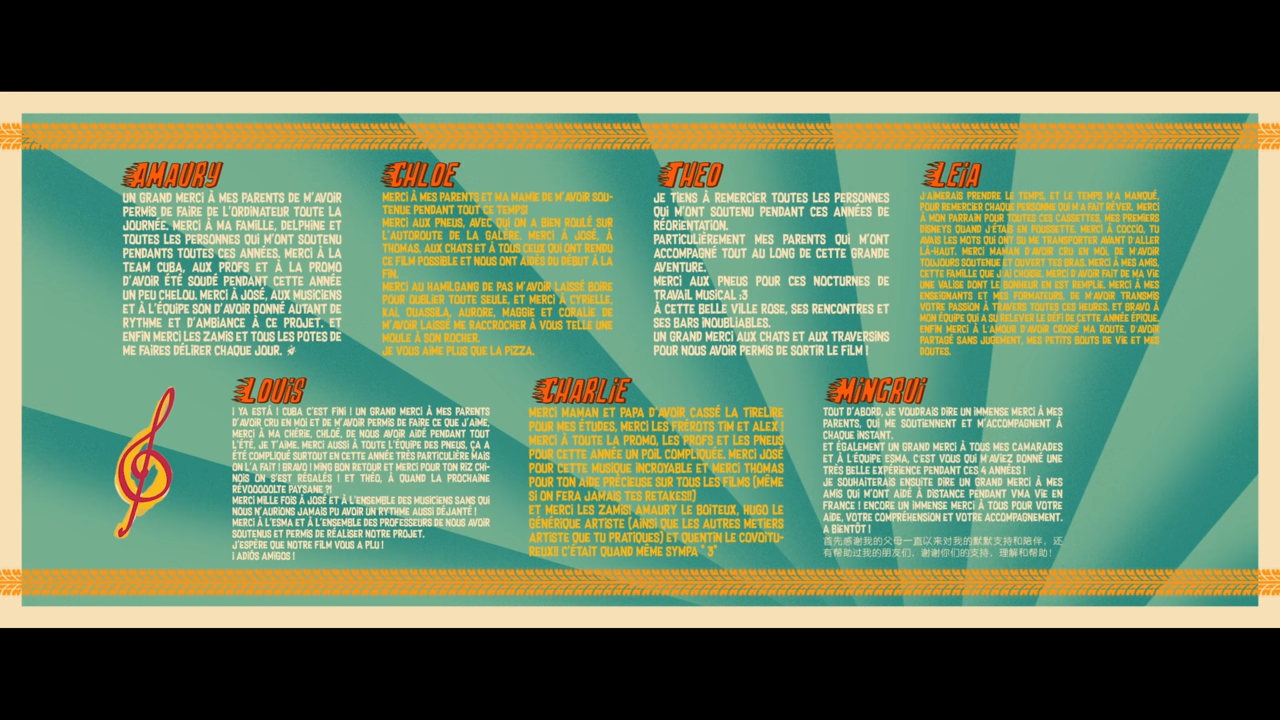 AMAURY
UN GRAND MERCI À MES PARENTS DE M'AVOIR
PERMIS DE FAIRE DE L'ORDINATEUR TOUTE LA
JOURNÉE. MERCI À MA FAMILLE, DELPHINE ET
TOUTES LES PERSONNES QUI M'ONT SOUTENU
PENDANTS TOUTES CES ANNÉES. MERCI À LA
TEAM CUBA, AUX PROFS ET À LA PROMO
D'AVOIR ÉTÉ SOUDÉ PENDANT CETTE ANNÉE
UN PEU CHELOU. MERCI À JOSÉ, AUX MUSICIENS
ET À L'ÉQUIPE SON D'AVOIR DONNÉ AUTANT DE
RYTHME ET D'AMBIANCE À CE PROJET. ET
ENFIN MERCI LES ZAMIS ET TOUS LES POTES DE
ME FAIRES DÉLIRER CHAQUE JOUR.
CHLOE
MERCI À MES PARENTS ET MA MAMIE DE M'AVOIR SOU-
TENUE PENDANT TOUT CE TEMPS!
MERCI AUX PNEUS, AVEC QUI ON A BIEN ROULÉ SUR
L'AUTOROUTE DE LA GALÈRE. MERCI À JOSÉ, À
THOMAS, AUX CHATS ET À TOUS CEUX QUI ONT RENDU
CE FILM POSSIBLE ET NOUS ONT AIDÉS DU DÉBUT À LA
FIN.
MERCI AU HAMILGANG DE PAS M'AVOIR LAISSÉ BOIRE
POUR OUBLIER TOUTE SEULE, ET MERCI À CYRIELLE,
KAI, OUASSILA, AURORE, MAGGIE ET CORALIE DE
M'AVOIR LAISSÉ ME RACCROCHER À VOUS TELLE UNE
MOULE À SON ROCHER.
JE VOUS AIME PLUS QUE LA PIZZA.
THEO
JE TIENS À REMERCIER TOUTES LES PERSONNES
QUI M'ONT SOUTENU PENDANT CES ANNÉES DE
RÉORIENTATION.
PARTICULIÈREMENT MES PARENTS QUI M'ONT
ACCOMPAGNÉ TOUT AU LONG DE CETTE GRANDE
AVENTURE.
MERCI AUX PNEUS POUR CES NOCTURNES DE
TRAVAIL MUSICAL :3
À CETTE BELLE VILLE ROSE, SES RENCONTRES ET
SES BARS INOUBLIABLES.
UN GRAND MERCI AUX CHATS ET AUX TRAVERSINS
POUR NOUS AVOIR PERMIS DE SORTIR LE FILM !
LEIA
J'AIMERAIS PRENDRE LE TEMPS, ET LE TEMPS M'A MANQUÉ,
POUR REMERCIER CHAQUE PERSONNE QUI M'A FAIT RÊVER. MERCI
À MON PARRAIN POUR TOUTES CES CASSETTES, MES PREMIERS
DISNEYS QUAND J'ÉTAIS EN POUSSETTE. MERCI À COCCIO, TU
AVAIS LES MOTS QUI ONT SU ME TRANSPORTER AVANT D'ALLER
LÀ-HAUT. MERCI MAMAN D'AVOIR CRU EN MOI, DE M'AVOIR
TOUJOURS SOUTENUE ET OUVERT TES BRAS. MERCI À MES AMIS,
CETTE FAMILLE QUE J'AI CHOISIE. MERCI D'AVOIR FAIT DE MA VIE
UNE VALISE DONT LE BONHEUR EN EST REMPLIE. MERCI À MES
ENSEIGNANTS ET MES FORMATEURS, DE M'AVOIR TRANSMIS
VOTRE PASSION À TRAVERS TOUTES CES HEURES. ET BRAVO À
MON ÉQUIPE QUI A SU RELEVER LE DÉFI DE CETTE ANNÉE ÉPIQUE.
ENFIN MERCI À L'AMOUR D'AVOIR CROISÉ MA ROUTE, D'AVOIR
PARTAGÉ SANS JUGEMENT, MES PETITS BOUTS DE VIE ET MES
DOUTES.
LOUIS
¡ YA ESTÁ ! CUBA C'EST FINI ! UN GRAND MERCI À MES PARENTS
D'AVOIR CRU EN MOI ET DE M'AVOIR PERMIS DE FAIRE CE QUE J'AIME.
MERCI À MA CHÉRIE, CHLOÉ, DE NOUS AVOIR AIDÉ PENDANT TOUT
L'ÉTÉ, JE T'AIME. MERCI AUSSI À TOUTE L'ÉQUIPE DES PNEUS, ÇA A
ÉTÉ COMPLIQUÉ SURTOUT EN CETTE ANNÉE TRÈS PARTICULIÈRE MAIS
ON L'A FAIT ! BRAVO ! MING BON RETOUR ET MERCI POUR TON RIZ CHI-
NOIS ON S'EST RÉGALÉS ! ET THÉO, À QUAND LA PROCHAINE
RÉVOOOOLTE PAYSANE ?!
MERCI MILLE FOIS À JOSÉ ET À L'ENSEMBLE DES MUSICIENS SANS QUI
NOUS N'AURIONS JAMAIS PU AVOIR UN RYTHME AUSSI DÉJANTÉ !
MERCI À L'ESMA ET À L'ENSEMBLE DES PROFESSEURS DE NOUS AVOIR
SOUTENUS ET PERMIS DE RÉALISER NOTRE PROJET.
J'ESPÈRE QUE NOTRE FILM VOUS A PLU !
¡ ADIÓS AMIGOS !
CHARLIE
MERCI MAMAN ET PAPA D'AVOIR CASSÉ LA TIRELIRE
POUR MES ÉTUDES, MERCI LES FRÉROTS TIM ET ALEX !
MERCI À TOUTE LA PROMO, LES PROFS ET LES PNEUS
POUR CETTE ANNÉE UN POIL COMPLIQUÉE. MERCI JOSÉ
POUR CETTE MUSIQUE INCROYABLE ET MERCI THOMAS
POUR TON AIDE PRÉCIEUSE SUR TOUS LES FILMS (MÊME
SI ON FERA JAMAIS TES RETAKES!!)
ET MERCI LES ZAMIS! AMAURY LE BOITEUX, HUGO LE
GÉNÉRIQUE ARTISTE (AINSI QUE LES AUTRES MÉTIERS
ARTISTE QUE TU PRATIQUES) ET QUENTIN LE COVOITU-
REUX!! C'ÉTAIT QUAND MÊME SYMPA ˚3˚
MINGRUI
TOUT D'ABORD, JE VOUDRAIS DIRE UN IMMENSE MERCI À MES
PARENTS, QUI ME SOUTIENNENT ET M'ACCOMPAGNENT À
CHAQUE INSTANT.
ET ÉGALEMENT UN GRAND MERCI À TOUS MES CAMARADES
ET À L'ÉQUIPE ESMA, C'EST VOUS QUI M'AVIEZ DONNÉ UNE
TRÈS BELLE EXPÉRIENCE PENDANT CES 4 ANNÉES !
JE SOUHAITERAIS ENSUITE DIRE UN GRAND MERCI À MES
AMIS QUI M'ONT AIDÉ À DISTANCE PENDANT VMA VIE EN
FRANCE ! ENCORE UN IMMENSE MERCI À TOUS POUR VOTRE
AIDE, VOTRE COMPRÉHENSION ET VOTRE ACCOMPAGNEMENT.
A BIENTÔT !
首先感谢我的父母一直以来对我的默默支持和陪伴，还
有帮助过我的朋友们，谢谢你们的支持，理解和帮助！